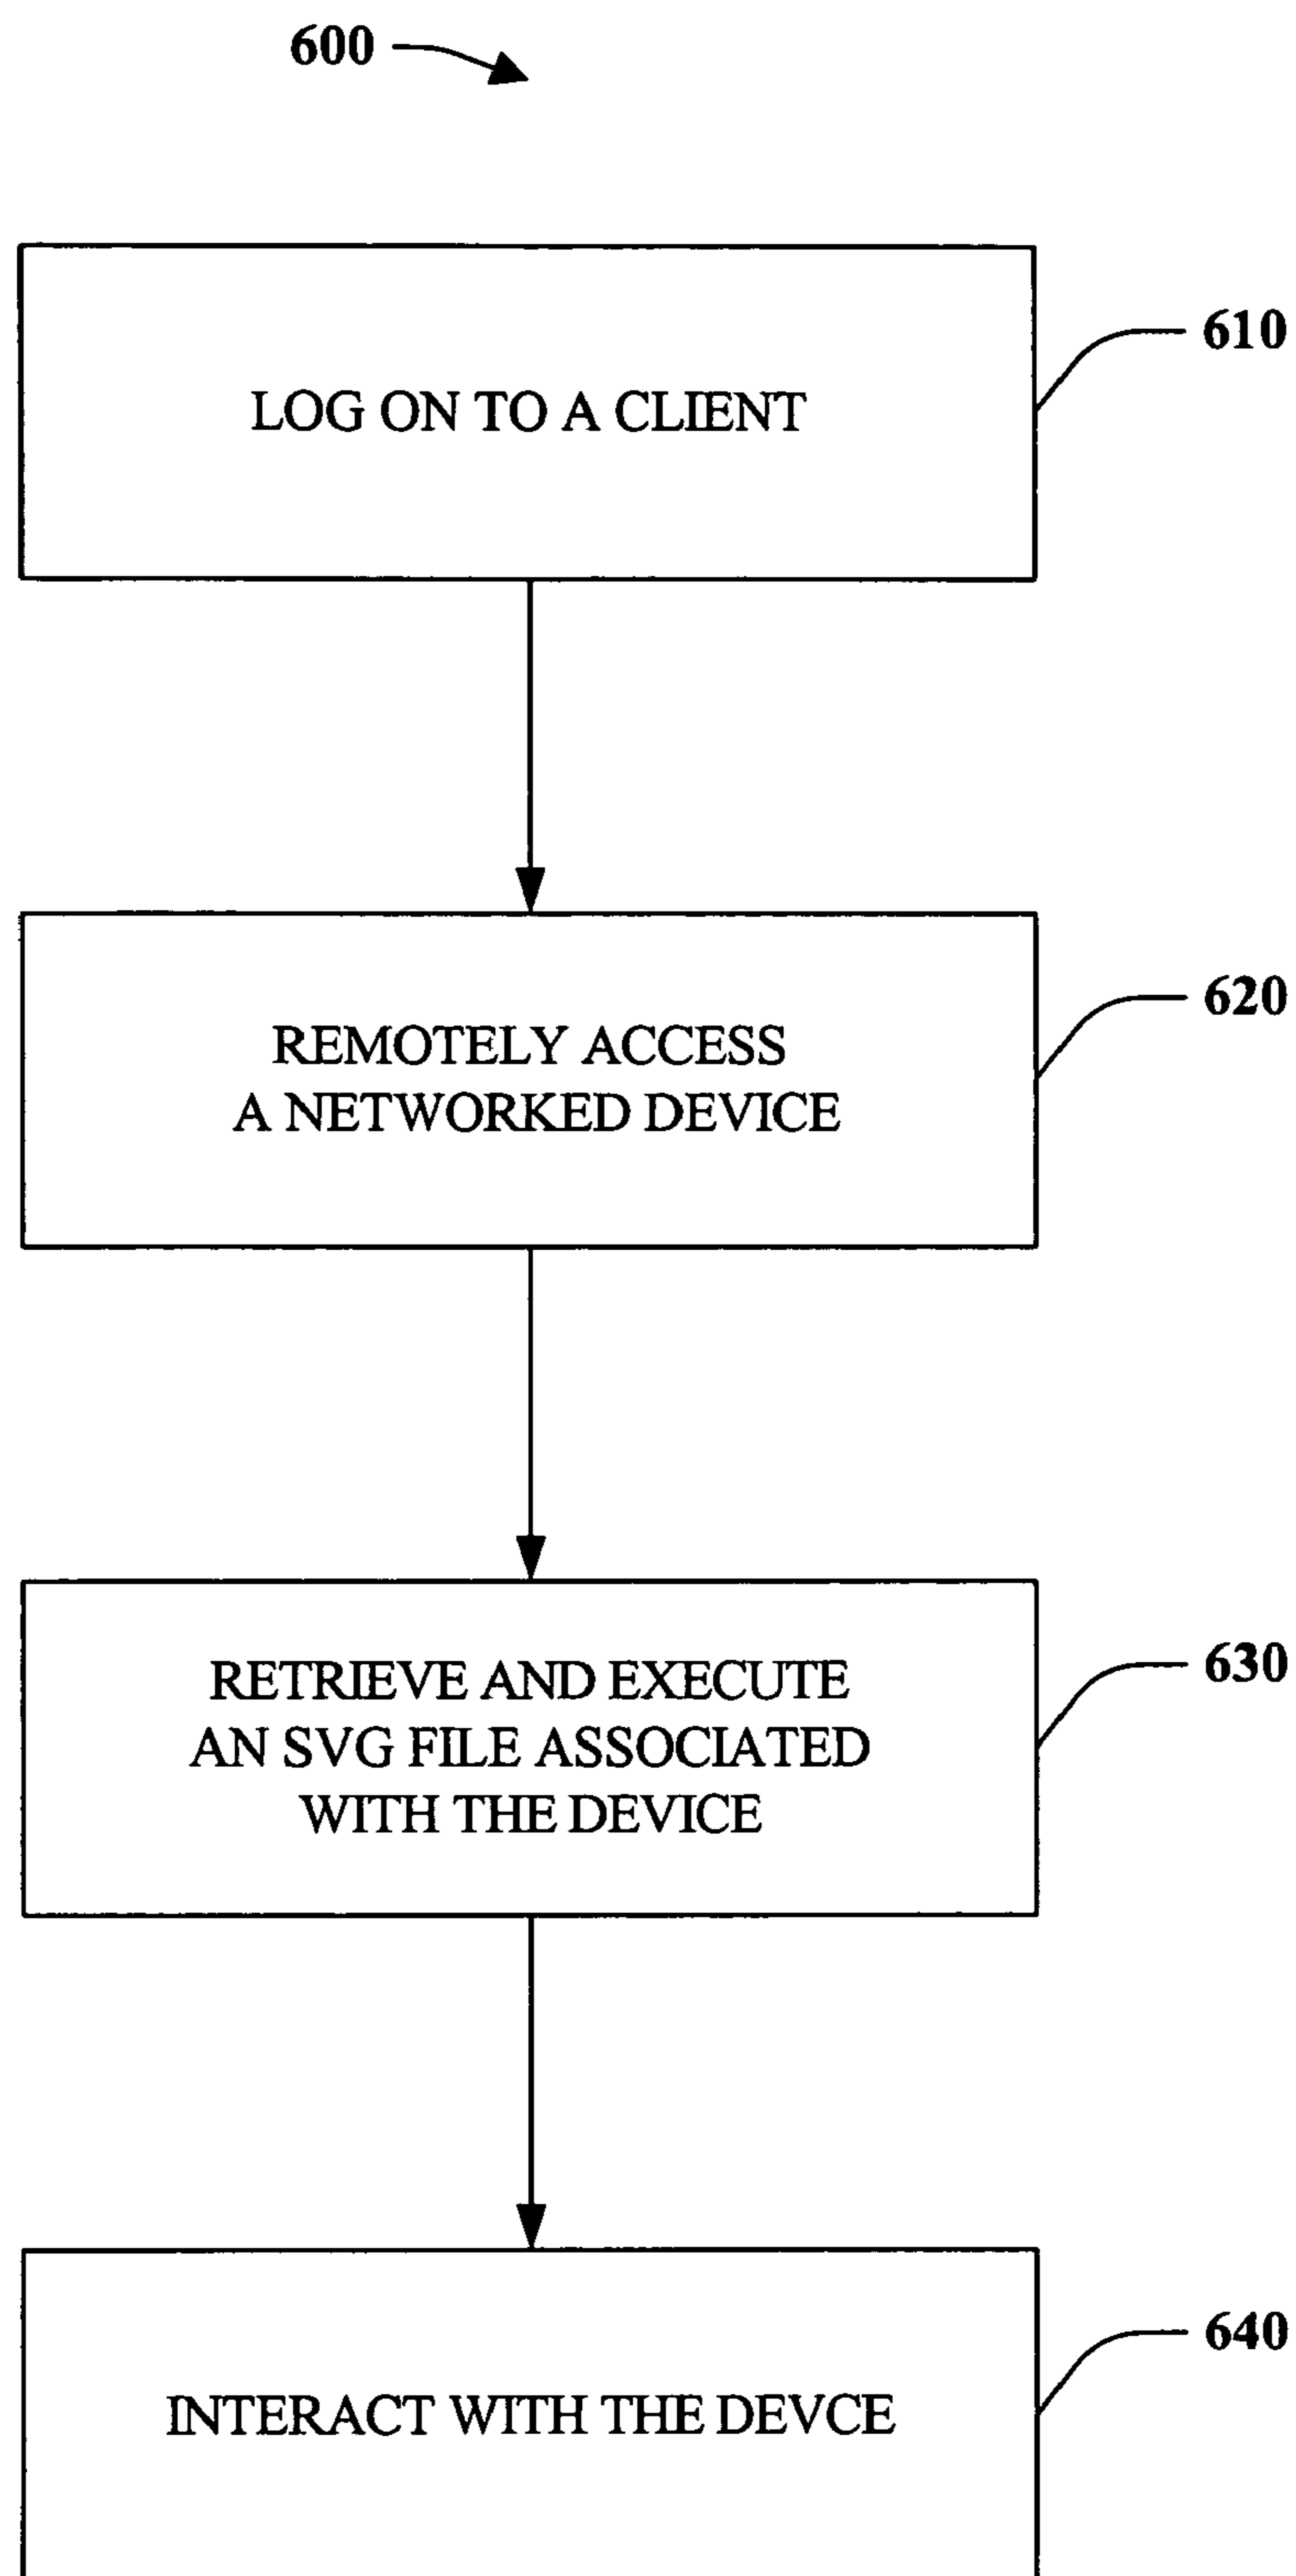 600
LOG ON TO A CLIENT
610
REMOTELY ACCESS
A NETWORKED DEVICE
620
RETRIEVE AND EXECUTE
AN SVG FILE ASSOCIATED
WITH THE DEVICE
630
INTERACT WITH THE DEVCE
640